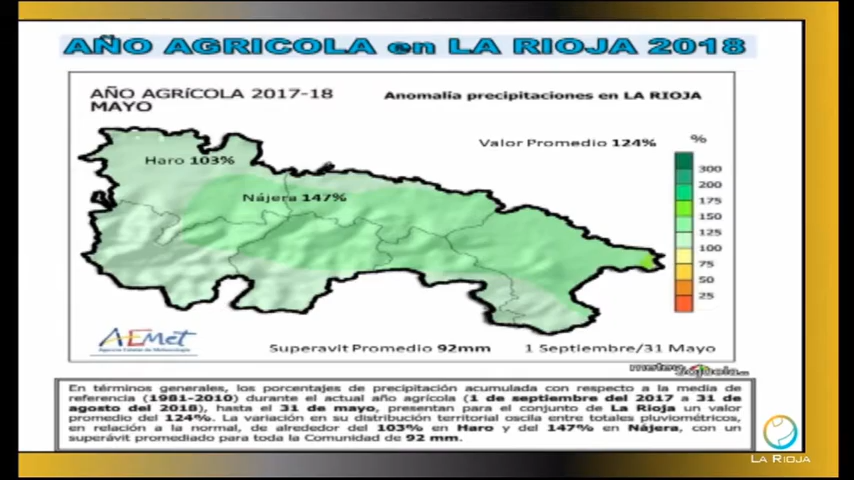 AÑO AGRICOLA en LA RIOJA 2018
AÑO AGRíCOLA 2017-18
MAYO
Anomalia precipitaciones en LA RIOJA
Valor Promedio 124%
%
Haro 103%
Nájera 147%
300
200
175
150
125
100
75
50
25
AEMet
Agencia Estatal de Meteorología
Superavit Promedio 92mm
1 Septiembre/31 Mayo
En términos generales, los porcentajes de precipitación acumulada con respecto a la media de
referencia (1981-2010) durante el actual año agrícola (1 de septiembre del 2017 a 31 de
agosto del 2018), hasta el 31 de mayo, presentan para el conjunto de La Rioja un valor
promedio del 124%. La variación en su distribución territorial oscila entre totales pluviométricos,
en relación a la normal, de alrededor del 103% en Haro y del 147% en Nájera, con un
superávit promediado para toda la Comunidad de 92 mm.
LA RIOJA